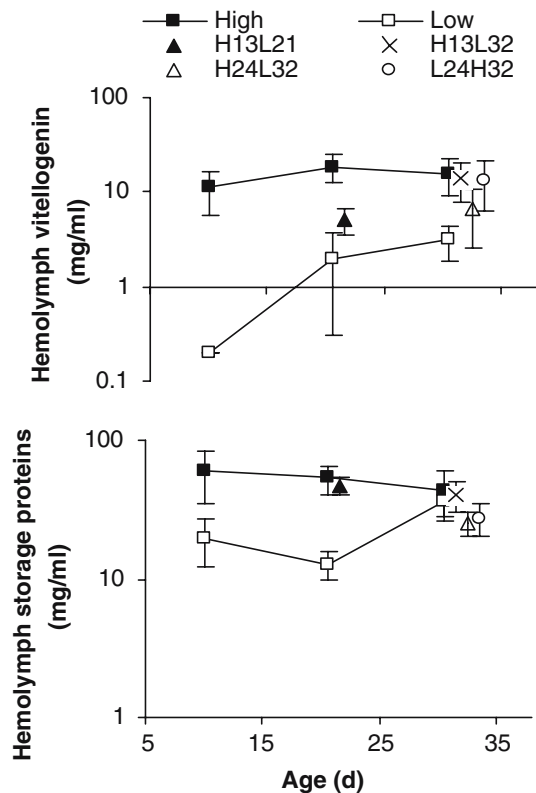 High Low
H13L21 H13L32
H24L32 L24H32
Hemolymph vitellogenin
(mg/ml)
100
10
1
0.1
Hemolymph storage proteins
(mg/ml)
100
10
1
5 15 25 35
Age (d)